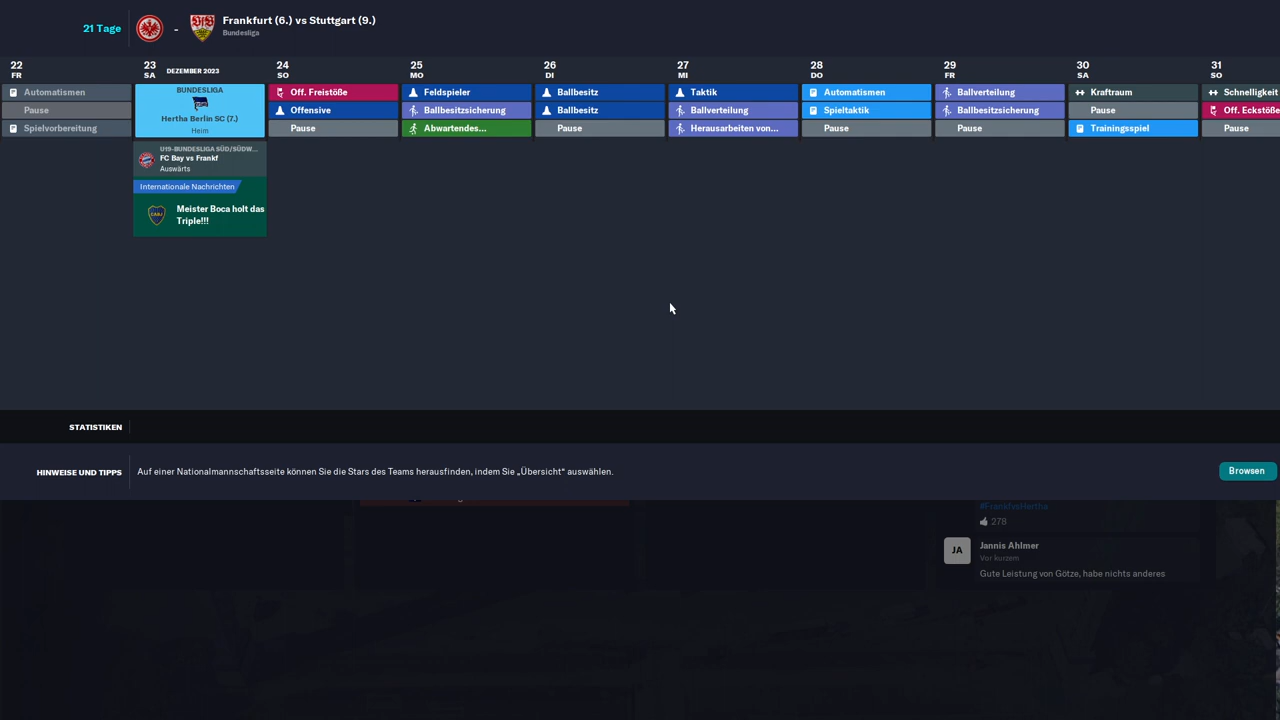 21 Tage
-
Frankfurt (6.) vs Stuttgart (9.)
Bundesliga
22
FR
23
SA
DEZEMBER 2023
24
SO
25
MO
26
DI
27
MI
28
DO
29
FR
30
SA
31
SO
Automatismen
Pause
Spielvorbereitung
BUNDESLIGA
Hertha Berlin SC (7.)
Heim
Off. Freistöße
Offensive
Pause
Feldspieler
Ballbesitzsicherung
Abwartendes...
Ballbesitz
Ballbesitz
Pause
Taktik
Ballverteilung
Herausarbeiten von...
Automatismen
Spieltaktik
Pause
Ballverteilung
Ballbesitzsicherung
Pause
Kraftraum
Pause
Trainingsspiel
Schnelligkeit
Off. Eckstöße
Pause
U19-BUNDESLIGA SÜD/SÜDW...
FC Bay vs Frankf
Auswärts
Internationale Nachrichten
Meister Boca holt das
Triple!!!
STATISTIKEN
HINWEISE UND TIPPS
Auf einer Nationalmannschaftsseite können Sie die Stars des Teams herausfinden, indem Sie „Übersicht“ auswählen.
Browsen
#FrankfvsHertha
278
JA
Jannis Ahlmer
Vor kurzem
Gute Leistung von Götze, habe nichts anderes